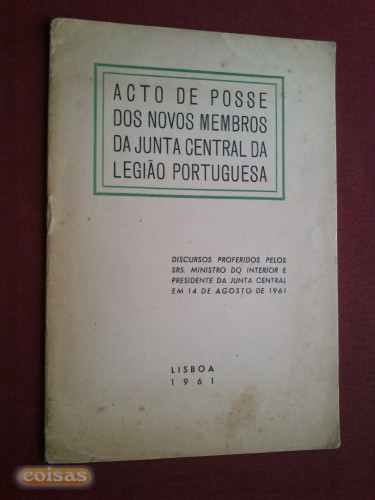 ACTO DE POSSE
DOS NOVOS MEMBROS
DA JUNTA CENTRAL DA
LEGIÃO PORTUGUESA
DISCURSOS PROFERIDOS PELOS
SRS. MINISTRO DO INTERIOR E
PRESIDENTE DA JUNTA CENTRAL
EM 14 DE AGOSTO DE 1961
LISBOA
1961
coisas